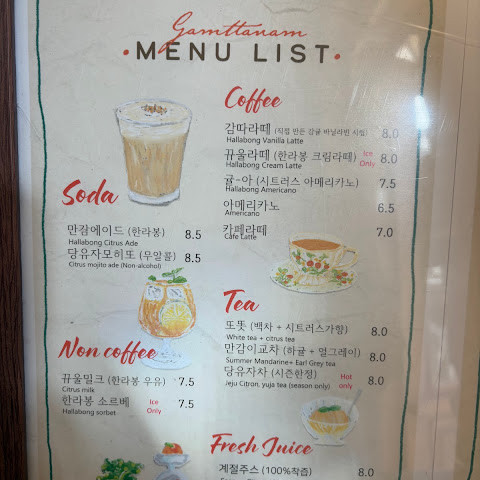 Gamttanam
MENU LIST
Coffee
감따라떼 (직접 만든 감귤 바닐라빈 시럽) 8.0
Hallabong Vanilla Latte
뀨울라떼 (한라봉 크림라떼) Ice Only 8.0
Hallabong Cream Latte
귤-아 (시트러스 아메리카노) 7.5
Hallabong Americano
아메리카노 6.5
Americano
카페라떼 7.0
Cafe Latte
Soda
만감에이드 (한라봉) 8.5
Hallabong Citrus Ade
당유자모히또 (무알콜) 8.5
Citrus mojito ade (Non-alcohol)
Tea
또똣 (백차 + 시트러스가향) 8.0
White tea + citrus tea
만감이교차 (하귤 + 얼그레이) 8.0
Summer Mandarine+ Earl Grey tea
당유자차 (시즌한정) Hot only 8.0
Jeju Citron, yuja tea (season only)
Non coffee
뀨울밀크 (한라봉 우유) 7.5
Citrus milk
한라봉 소르베 Ice Only 7.5
Hallabong sorbet
Fresh Juice
계절주스 (100%착즙) 8.0